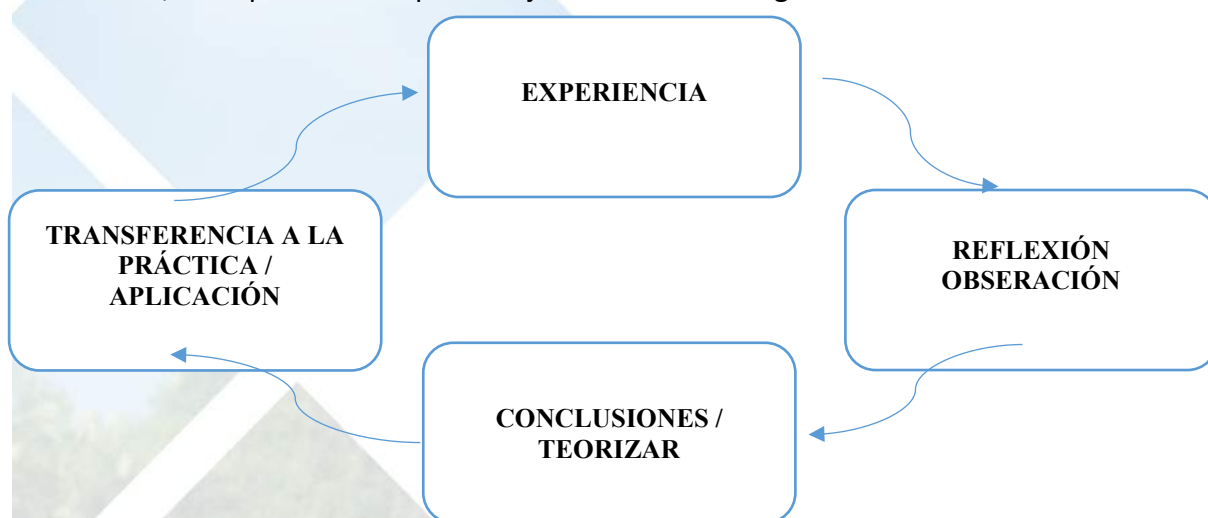 EXPERIENCIA
TRANSFERENCIA A LA
PRÁCTICA /
APLICACIÓN
REFLEXIÓN
OBSERACIÓN
CONCLUSIONES /
TEORIZAR